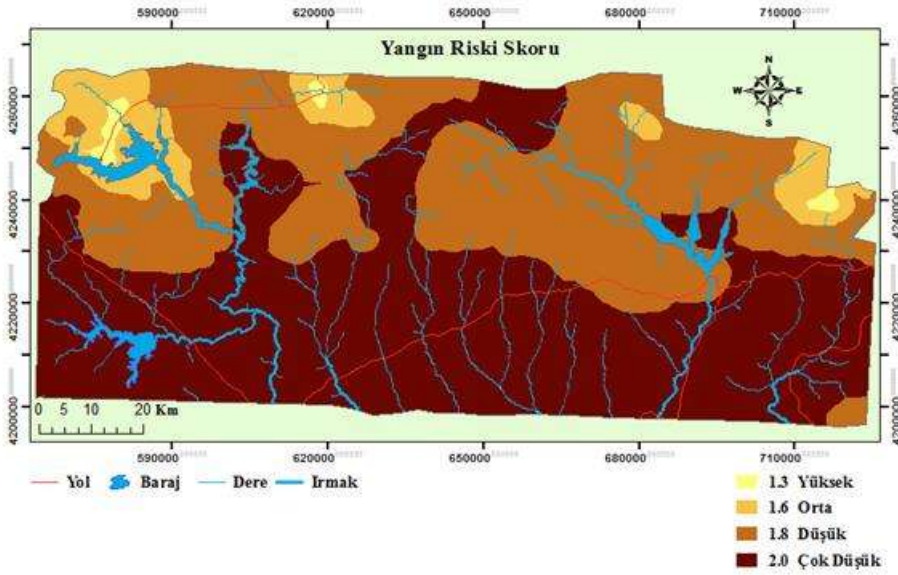 590000 620000 650000 680000 710000
Yangın Riski Skoru
N
W E
S
4260000 4260000
4240000 4240000
4220000 4220000
4200000 4200000
0 5 10 20 Km
590000 620000 650000 680000 710000
Yol Baraj Dere Irmak
1.3 Yüksek
1.6 Orta
1.8 Düşük
2.0 Çok Düşük